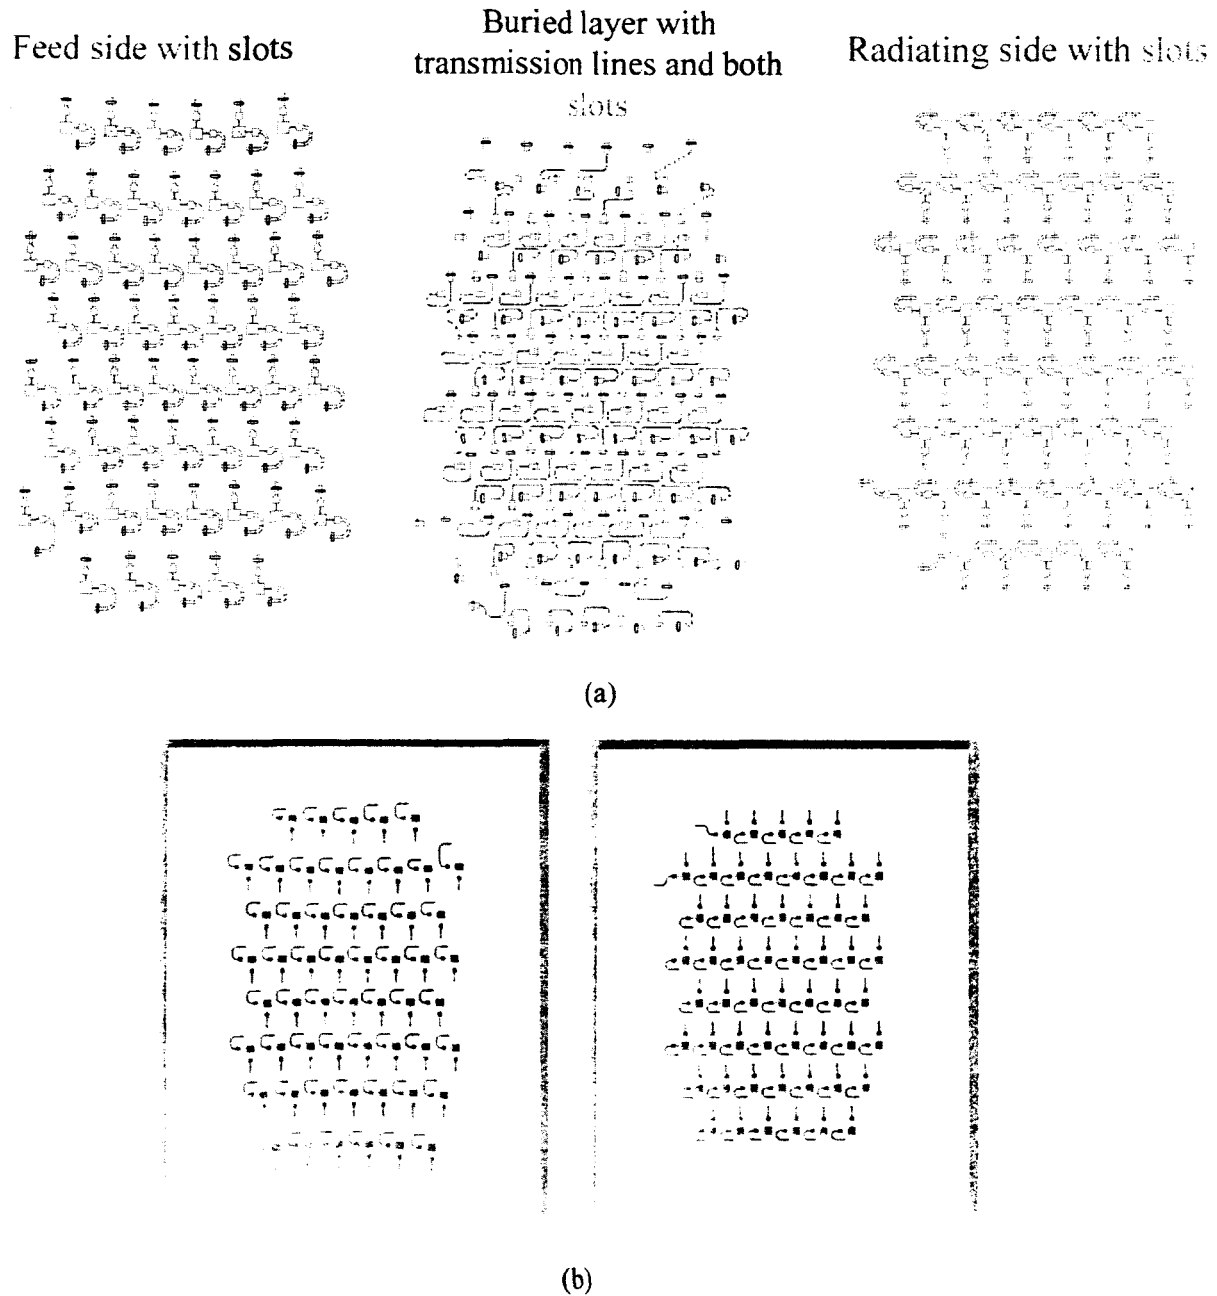 Feed side with slots
Buried layer with
transmission lines and both
slots
Radiating side with slots
(a)
(b)